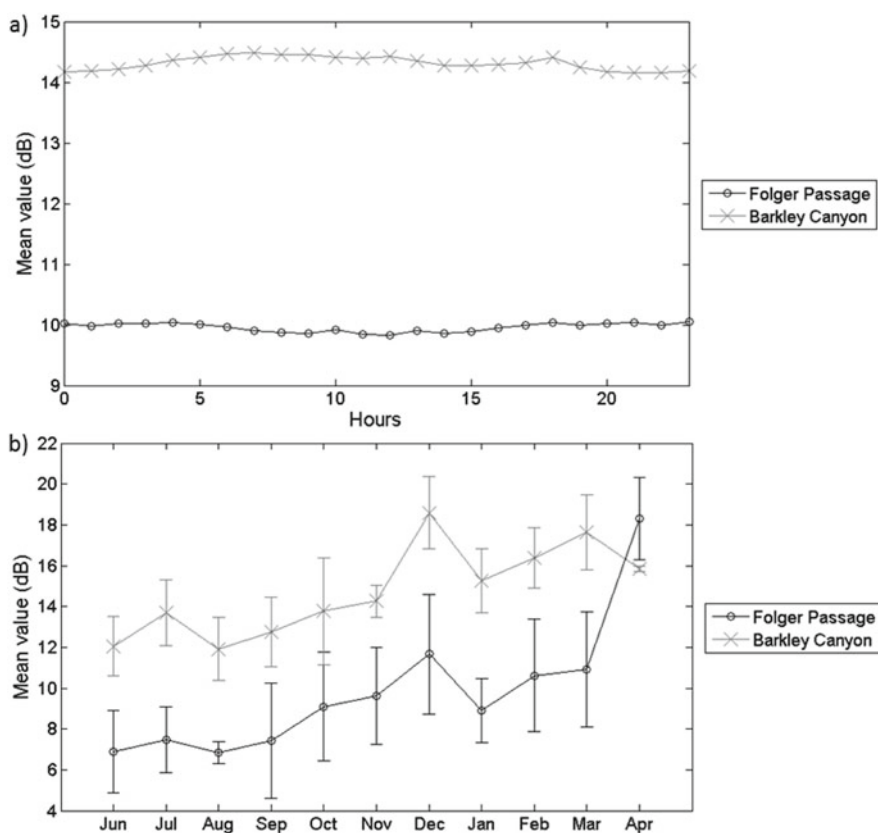 a)
15
14
13
12
11
10
9
Mean value (dB)
0 5 10 15 20
Hours
Folger Passage
Barkley Canyon
b)
22
20
18
16
14
12
10
8
6
4
Mean value (dB)
Jun Jul Aug Sep Oct Nov Dec Jan Feb Mar Apr
Folger Passage
Barkley Canyon